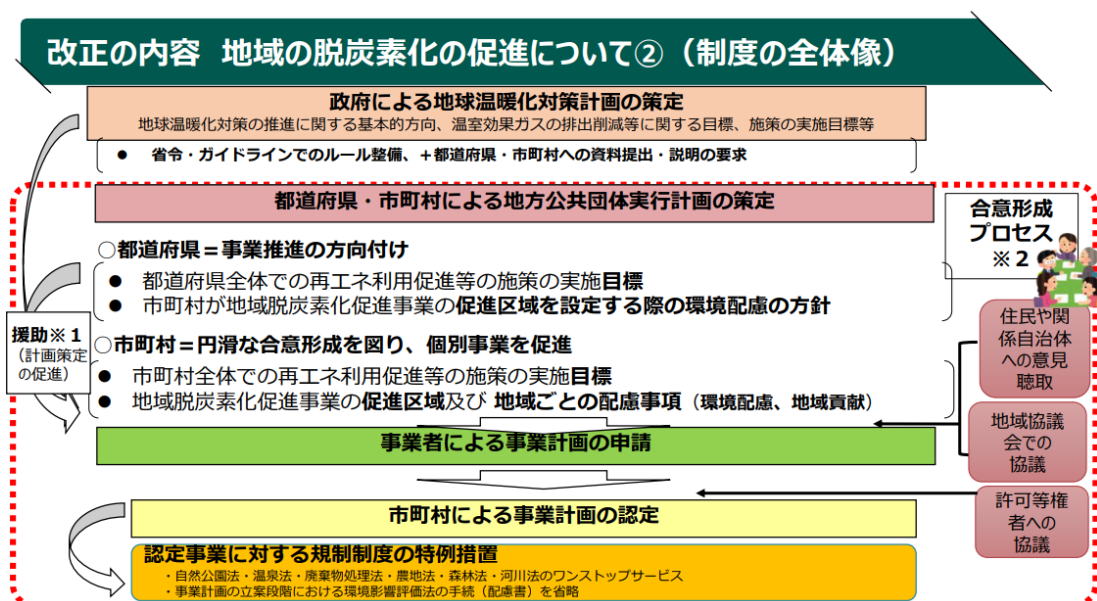 改正の内容 地域の脱炭素化の促進について②（制度の全体像）
政府による地球温暖化対策計画の策定
地球温暖化対策の推進に関する基本的方向、温室効果ガスの排出削減等に関する目標、施策の実施目標等
● 省令・ガイドラインでのルール整備、＋都道府県・市町村への資料提出・説明の要求
都道府県・市町村による地方公共団体実行計画の策定
合意形成
プロセス
※２
○都道府県＝事業推進の方向付け
● 都道府県全体での再エネ利用促進等の施策の実施目標
● 市町村が地域脱炭素化促進事業の促進区域を設定する際の環境配慮の方針
援助※１
（計画策定
の促進）
○市町村＝円滑な合意形成を図り、個別事業を促進
● 市町村全体での再エネ利用促進等の施策の実施目標
● 地域脱炭素化促進事業の促進区域及び 地域ごとの配慮事項（環境配慮、地域貢献）
住民や関
係自治体
への意見
聴取
事業者による事業計画の申請
地域協議
会での
協議
市町村による事業計画の認定
許可等権
者への
協議
認定事業に対する規制制度の特例措置
・自然公園法・温泉法・廃棄物処理法・農地法・森林法・河川法のワンストップサービス
・事業計画の立案段階における環境影響評価法の手続（配慮書）を省略